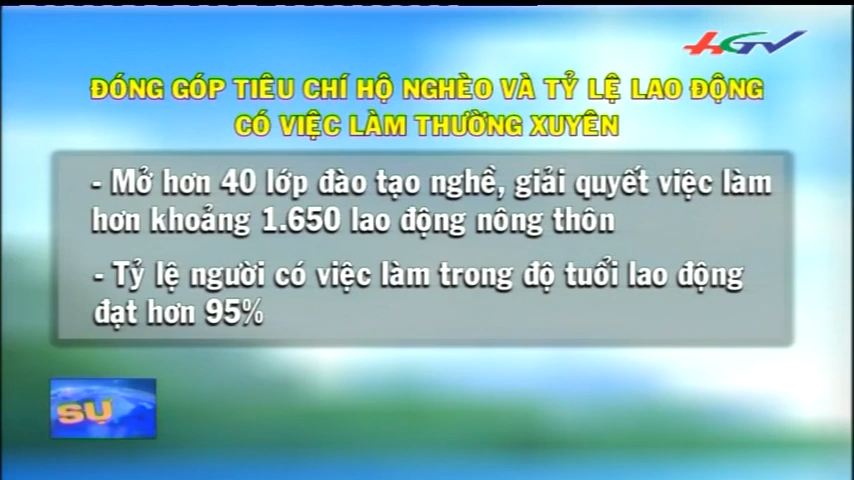 HGV
ĐÓNG GÓP TIÊU CHÍ HỘ NGHÈO VÀ TỶ LỆ LAO ĐỘNG
CÓ VIỆC LÀM THƯỜNG XUYÊN
- Mở hơn 40 lớp đào tạo nghề, giải quyết việc làm
hơn khoảng 1.650 lao động nông thôn
- Tỷ lệ người có việc làm trong độ tuổi lao động
đạt hơn 95%
SỰ